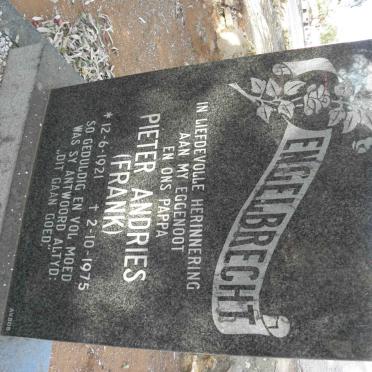 ENGELBRECHT
IN LIEFDEVOLLE HERINNERING
AAN MY EGGENOOT
EN ONS PAPPA
PIETER ANDRIES
(FRANK)
* 12-6-1921 † 2-10-1975
SO GEDULDIG EN VOL MOED
WAS SY ANTWOORD ALTYD:
„DIT GAAN GOED”